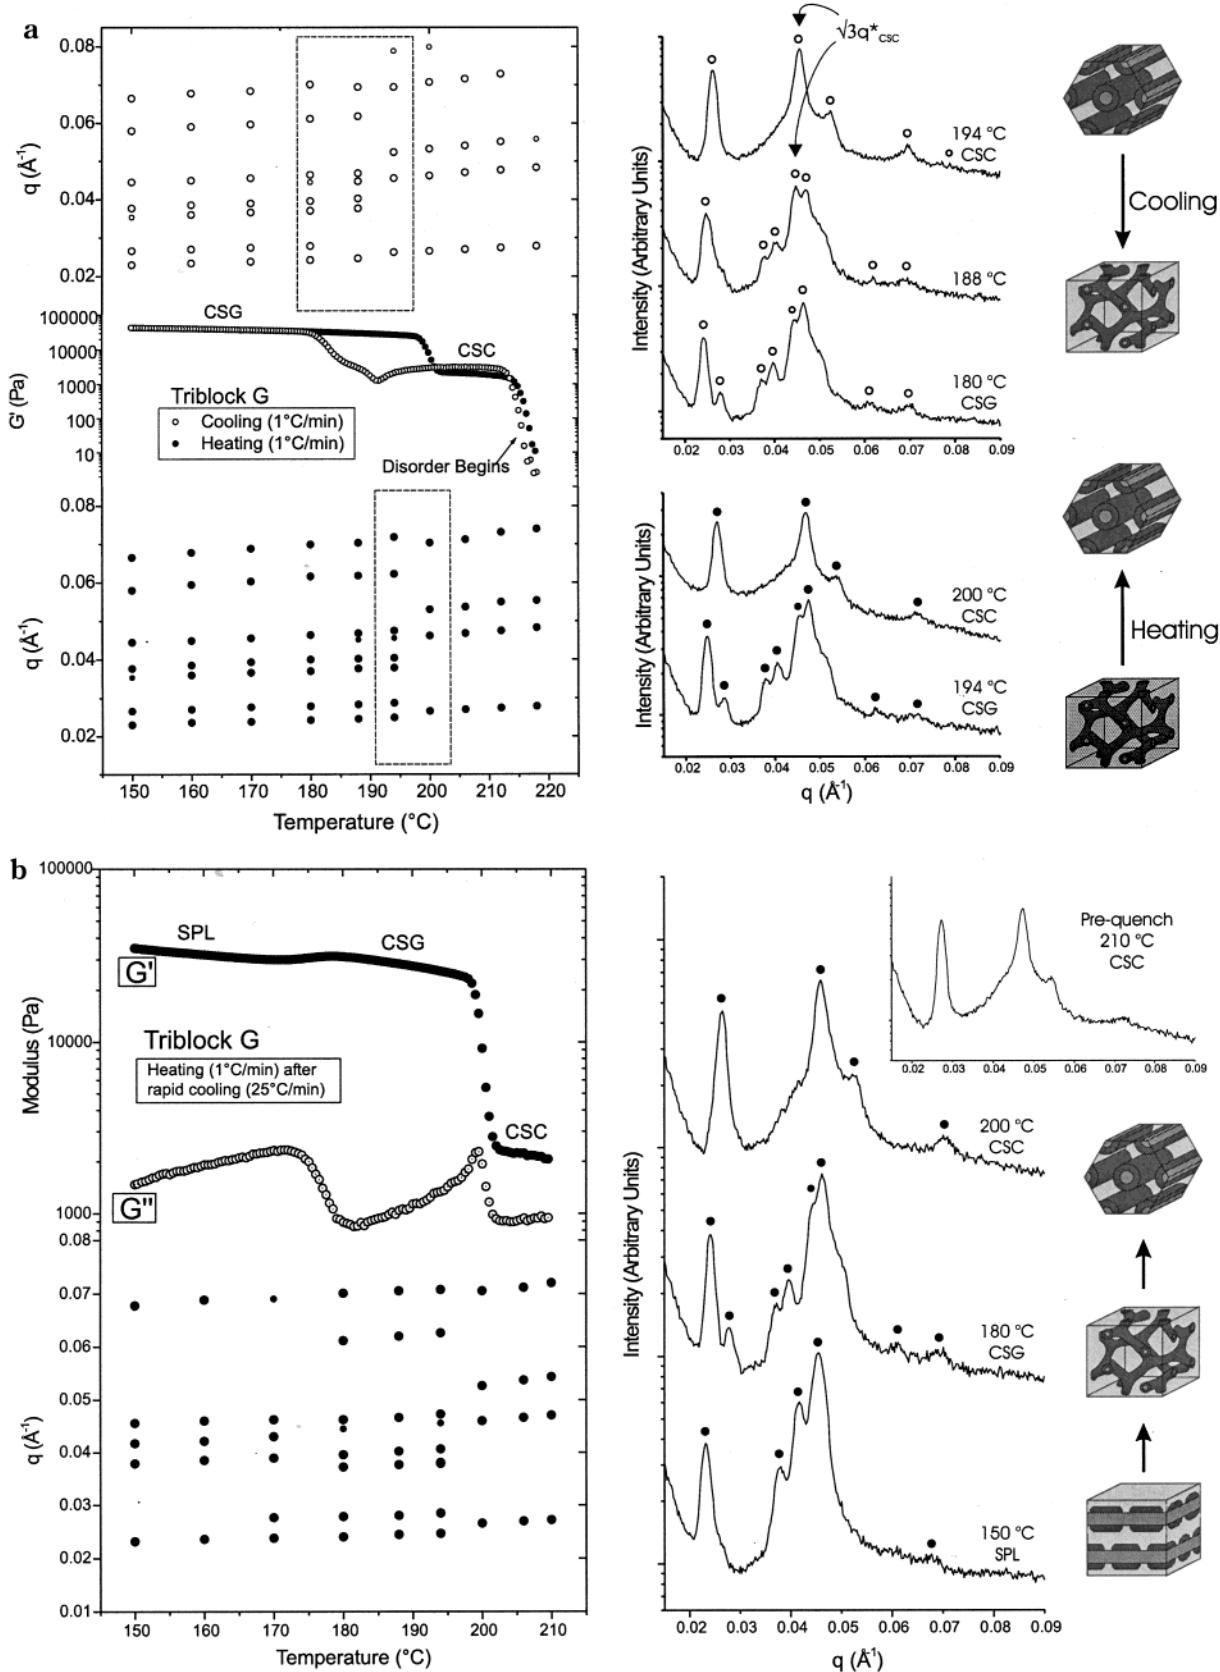 a
0.08
0.06
0.04
0.02
q (Å⁻¹)
100000
10000
1000
100
10
G' (Pa)
CSG
CSC
Triblock G
Cooling (1°C/min)
Heating (1°C/min)
Disorder Begins
0.08
0.06
0.04
0.02
q (Å⁻¹)
150 160 170 180 190 200 210 220
Temperature (°C)
√3q*CSC
Intensity (Arbitrary Units)
194 °C
CSC
188 °C
180 °C
CSG
0.02 0.03 0.04 0.05 0.06 0.07 0.08 0.09
Cooling
Intensity (Arbitrary Units)
200 °C
CSC
194 °C
CSG
0.02 0.03 0.04 0.05 0.06 0.07 0.08 0.09
q (Å⁻¹)
Heating
b
100000
10000
1000
Modulus (Pa)
SPL
CSG
G'
Triblock G
Heating (1°C/min) after
rapid cooling (25°C/min)
CSC
G"
0.08
0.07
0.06
0.05
0.04
0.03
0.02
0.01
q (Å⁻¹)
150 160 170 180 190 200 210
Temperature (°C)
Pre-quench
210 °C
CSC
0.02 0.03 0.04 0.05 0.06 0.07 0.08 0.09
Intensity (Arbitrary Units)
200 °C
CSC
180 °C
CSG
150 °C
SPL
0.02 0.03 0.04 0.05 0.06 0.07 0.08 0.09
q (Å⁻¹)